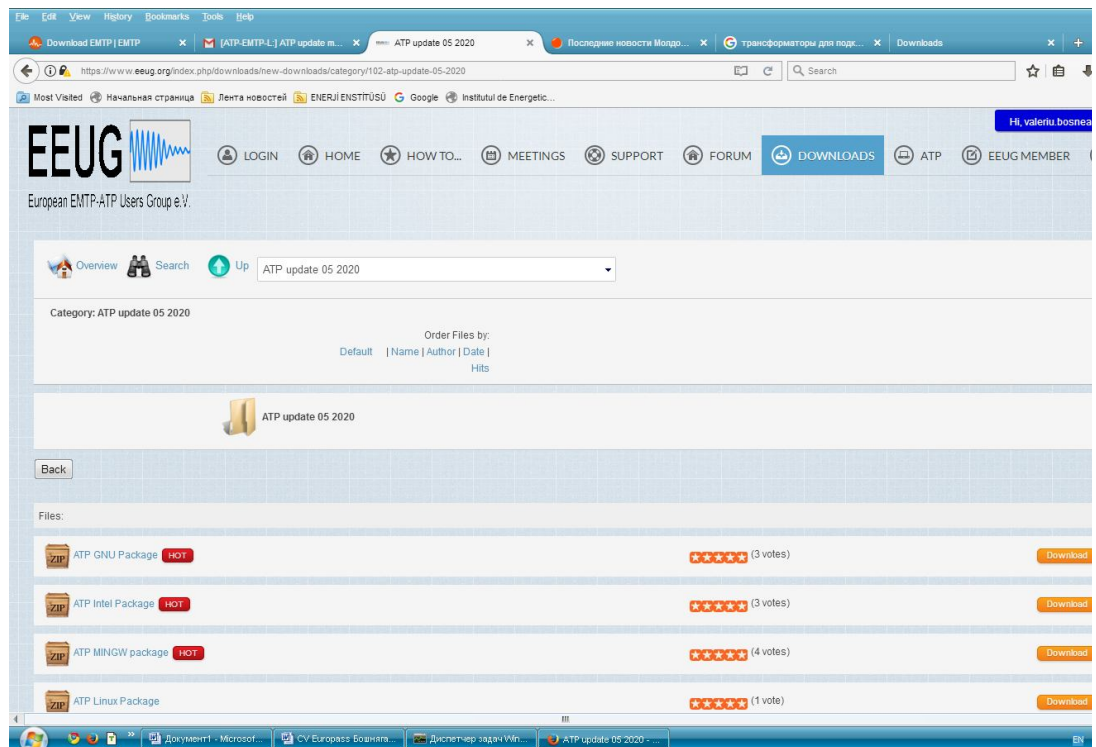 File Edit View History Bookmarks Tools Help
Download EMTP | EMTP × [ATP-EMTP-L:] ATP update m... × ATP update 05 2020 × Последние новости Молдо... × трансформаторы для подк... × Downloads × +
https://www.eeug.org/index.php/downloads/new-downloads/category/102-atp-update-05-2020 Search
Most Visited Начальная страница Лента новостей ENERJİ ENSTİTÜSÜ Google Institutul de Energetic...
Hi, valeriu.bosnea
EEUG
LOGIN HOME HOW TO... MEETINGS SUPPORT FORUM DOWNLOADS ATP EEUG MEMBER
European EMTP-ATP Users Group e.V.
Overview Search Up ATP update 05 2020
Category: ATP update 05 2020
Order Files by:
Default | Name | Author | Date |
Hits
ATP update 05 2020
Back
Files:
ZIP ATP GNU Package HOT (3 votes) Download
ZIP ATP Intel Package HOT (3 votes) Download
ZIP ATP MINGW package HOT (4 votes) Download
ZIP ATP Linux Package (1 vote) Download
Документ1 - Microsof... CV Europass Бошняга... Диспетчер задач Win... ATP update 05 2020 - ... EN